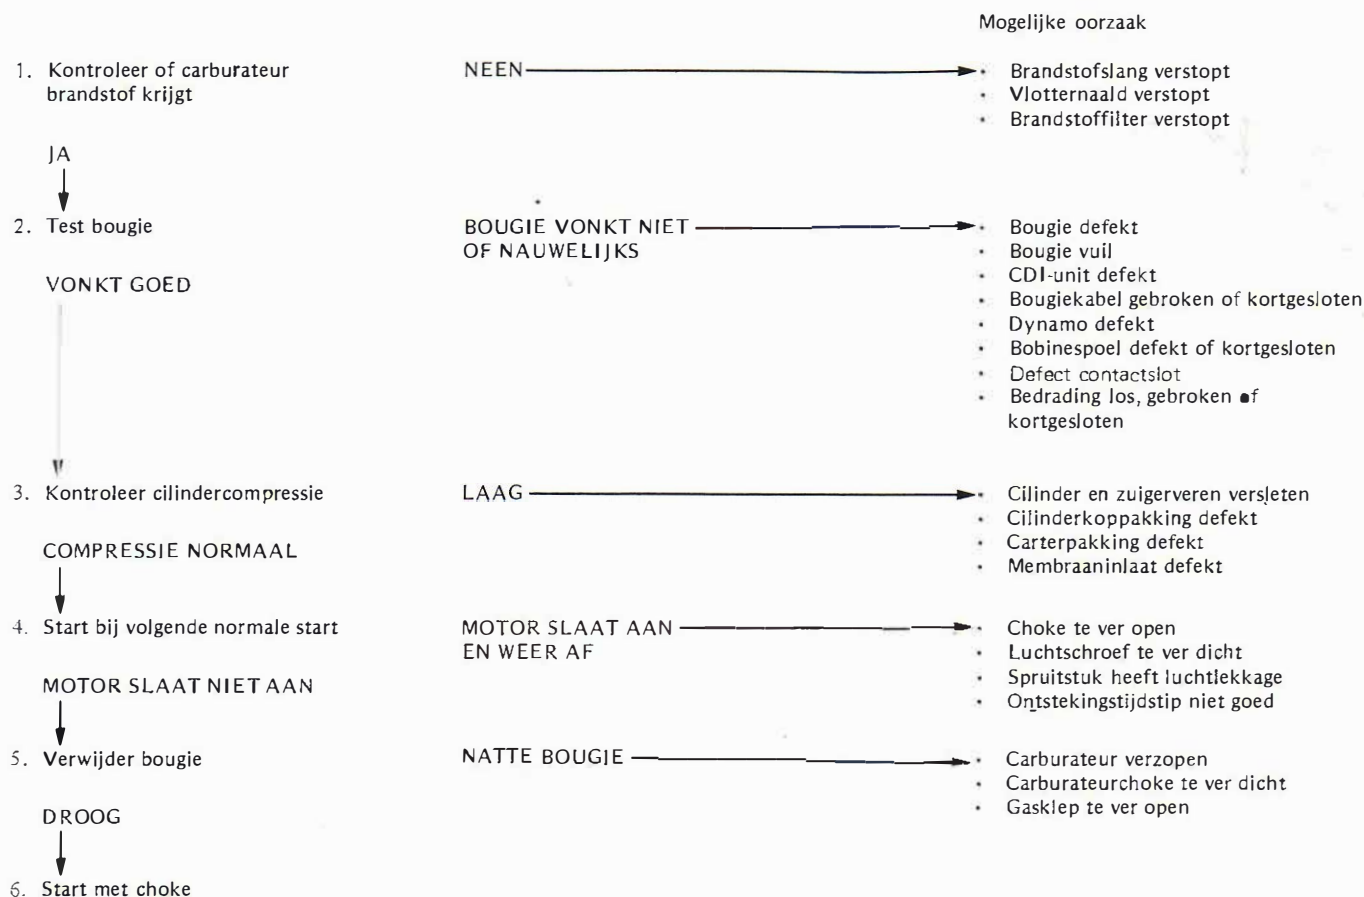 Mogelijke oorzaak
1. Kontroleer of carburateur
brandstof krijgt
NEEN
• Brandstofslang verstopt
• Vlotternaald verstopt
• Brandstoffilter verstopt
JA
2. Test bougie
BOUGIE VONKT NIET
OF NAUWELIJKS
• Bougie defekt
• Bougie vuil
• CDI-unit defekt
• Bougiekabel gebroken of kortgesloten
• Dynamo defekt
• Bobinespoel defekt of kortgesloten
• Defect contactslot
• Bedrading los, gebroken of
kortgesloten
VONKT GOED
3. Kontroleer cilindercompressie
LAAG
• Cilinder en zuigerveren versleten
• Cilinderkoppakking defekt
• Carterpakking defekt
• Membraaninlaat defekt
COMPRESSIE NORMAAL
4. Start bij volgende normale start
MOTOR SLAAT AAN
EN WEER AF
• Choke te ver open
• Luchtschroef te ver dicht
• Spruitstuk heeft luchtlekkage
• Ontstekingstijdstip niet goed
MOTOR SLAAT NIET AAN
5. Verwijder bougie
NATTE BOUGIE
• Carburateur verzopen
• Carburateurchoke te ver dicht
• Gasklep te ver open
DROOG
6. Start met choke